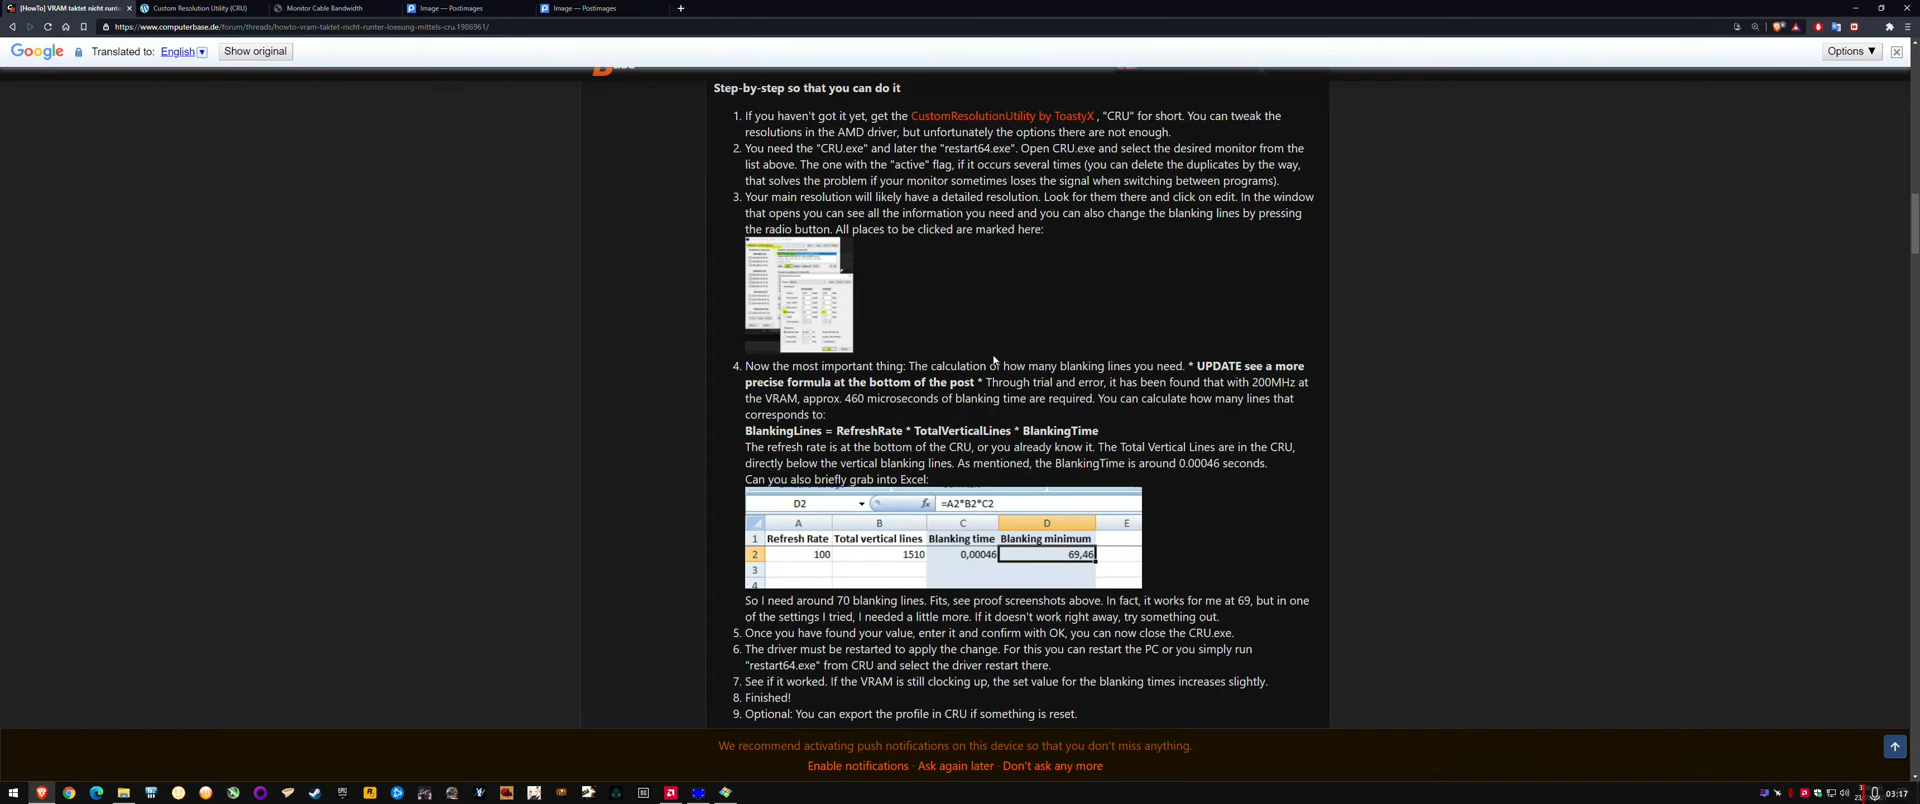 [HowTo] VRAM taktet nicht runte
Custom Resolution Utility (CRU)
Monitor Cable Bandwidth
Image — Postimages
Image — Postimages
https://www.computerbase.de/forum/threads/howto-vram-taktet-nicht-runter-loesung-mittels-cru.1986961/
Google Translated to: English Show original
Options ▼
Step-by-step so that you can do it
1. If you haven't got it yet, get the CustomResolutionUtility by ToastyX , "CRU" for short. You can tweak the
resolutions in the AMD driver, but unfortunately the options there are not enough.
2. You need the "CRU.exe" and later the "restart64.exe". Open CRU.exe and select the desired monitor from the
list above. The one with the "active" flag, if it occurs several times (you can delete the duplicates by the way,
that solves the problem if your monitor sometimes loses the signal when switching between programs).
3. Your main resolution will likely have a detailed resolution. Look for them there and click on edit. In the window
that opens you can see all the information you need and you can also change the blanking lines by pressing
the radio button. All places to be clicked are marked here:
4. Now the most important thing: The calculation of how many blanking lines you need. * UPDATE see a more
precise formula at the bottom of the post * Through trial and error, it has been found that with 200MHz at
the VRAM, approx. 460 microseconds of blanking time are required. You can calculate how many lines that
corresponds to:
BlankingLines = RefreshRate * TotalVerticalLines * BlankingTime
The refresh rate is at the bottom of the CRU, or you already know it. The Total Vertical Lines are in the CRU,
directly below the vertical blanking lines. As mentioned, the BlankingTime is around 0.00046 seconds.
Can you also briefly grab into Excel:
D2 fx =A2*B2*C2
A B C D E
1 Refresh Rate Total vertical lines Blanking time Blanking minimum
2 100 1510 0,00046 69,46
3
4
So I need around 70 blanking lines. Fits, see proof screenshots above. In fact, it works for me at 69, but in one
of the settings I tried, I needed a little more. If it doesn't work right away, try something out.
5. Once you have found your value, enter it and confirm with OK, you can now close the CRU.exe.
6. The driver must be restarted to apply the change. For this you can restart the PC or you simply run
"restart64.exe" from CRU and select the driver restart there.
7. See if it worked. If the VRAM is still clocking up, the set value for the blanking times increases slightly.
8. Finished!
9. Optional: You can export the profile in CRU if something is reset.
We recommend activating push notifications on this device so that you don't miss anything.
Enable notifications · Ask again later · Don't ask any more
03:17